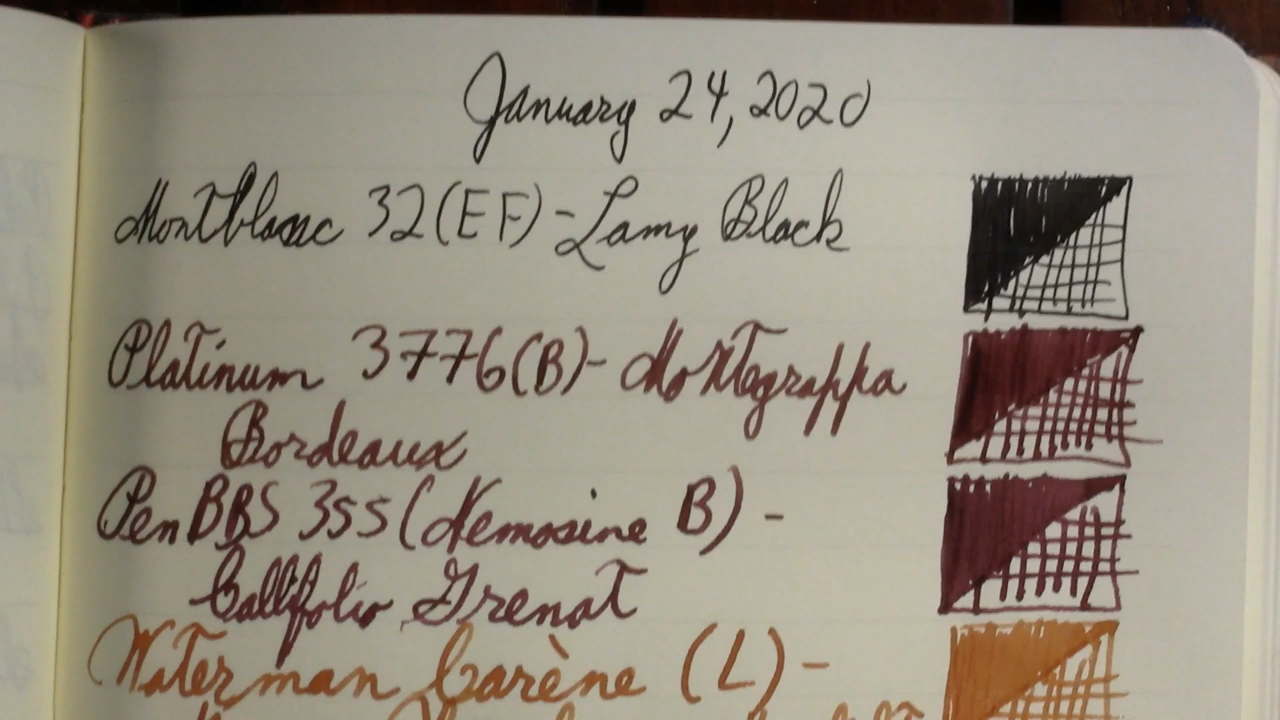 January 24, 2020
Montblanc 32 (EF) - Lamy Black
Platinum 3776 (B) - Montegrappa
Bordeaux
PenBBS 355 (Nemosine B) -
Callifolio Grenat
Waterman Carène (L) -